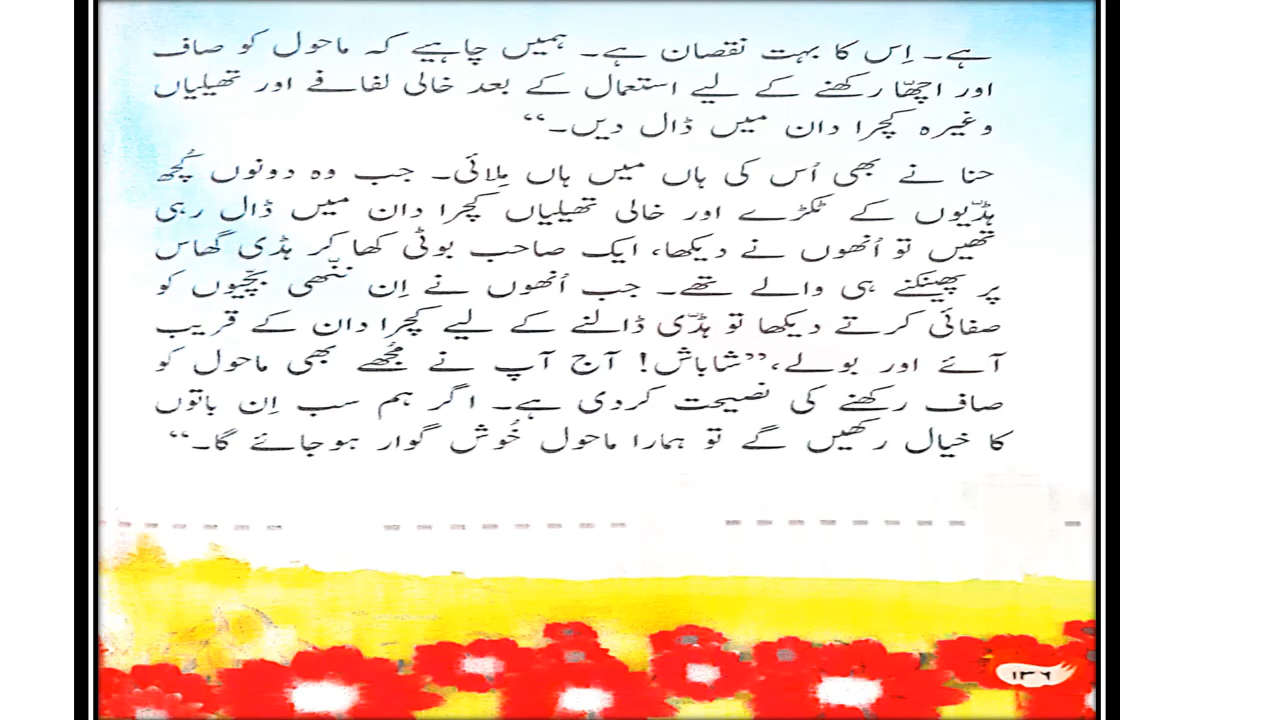 ہے۔ اِس کا بہت نقصان ہے۔ ہمیں چاہیے کہ ماحول کو صاف
اور اچھّا رکھنے کے لیے استعمال کے بعد خالی لفافے اور تھیلیاں
وغیرہ کچرا دان میں ڈال دیں۔“
حنا نے بھی اُس کی ہاں میں ہاں مِلائی۔ جب وہ دونوں کُچھ
ہڈّیوں کے ٹکڑے اور خالی تھیلیاں کچرا دان میں ڈال رہی
تھیں تو اُنھوں نے دیکھا، ایک صاحب بوٹی کھا کر ہڈی گھاس
پر پھینکنے ہی والے تھے۔ جب اُنھوں نے اِن ننّھی بچّیوں کو
صفائی کرتے دیکھا تو ہڈّی ڈالنے کے لیے کچرا دان کے قریب
آئے اور بولے، ”شاباش! آج آپ نے مُجھے بھی ماحول کو
صاف رکھنے کی نصیحت کردی ہے۔ اگر ہم سب اِن باتوں
کا خیال رکھیں گے تو ہمارا ماحول خُوش گوار ہوجائے گا۔“
۱۳۶